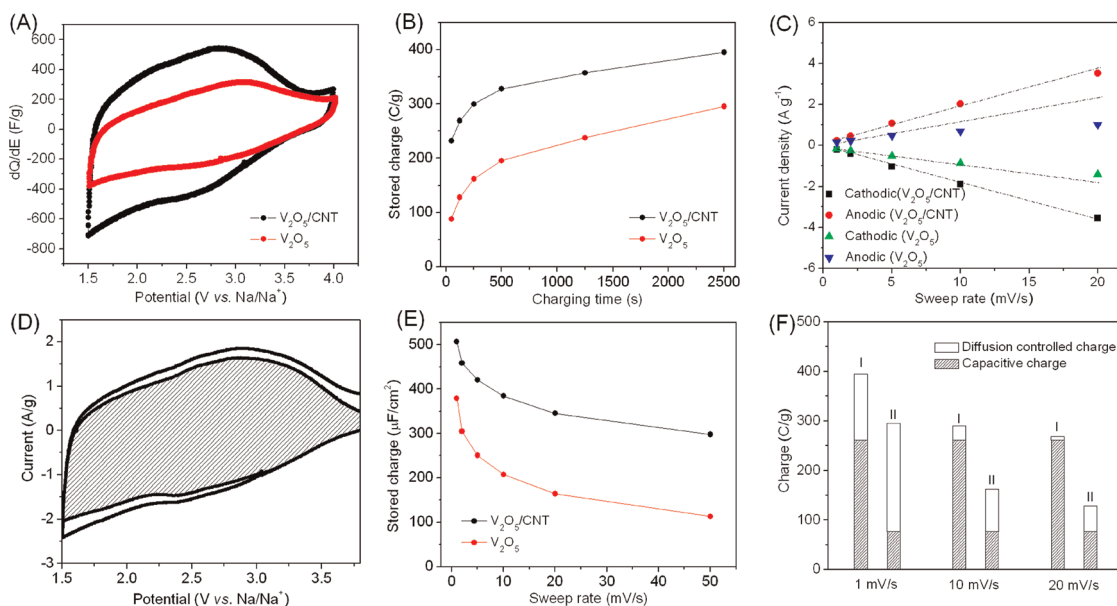 (A)
600
400
200
0
-200
-400
-600
-800
dQ/dE (F/g)
1.5 2.0 2.5 3.0 3.5 4.0
Potential (V vs. Na/Na⁺)
V₂O₅/CNT
V₂O₅
(B)
400
300
200
100
0
Stored charge (C/g)
0 500 1000 1500 2000 2500
Charging time (s)
V₂O₅/CNT
V₂O₅
(C)
6
4
2
0
-2
-4
-6
Current density (A g⁻¹)
0 5 10 15 20
Sweep rate (mV/s)
Cathodic(V₂O₅/CNT)
Anodic (V₂O₅/CNT)
Cathodic (V₂O₅)
Anodic (V₂O₅)
(D)
3
2
1
0
-1
-2
-3
Current (A/g)
1.5 2.0 2.5 3.0 3.5
Potential (V vs. Na/Na⁺)
(E)
500
400
300
200
100
0
Stored charge (μF/cm²)
0 10 20 30 40 50
Sweep rate (mV/s)
V₂O₅/CNT
V₂O₅
(F)
500
400
300
200
100
0
Charge (C/g)
Diffusion controlled charge
Capacitive charge
I
II
I
II
I
II
1 mV/s 10 mV/s 20 mV/s